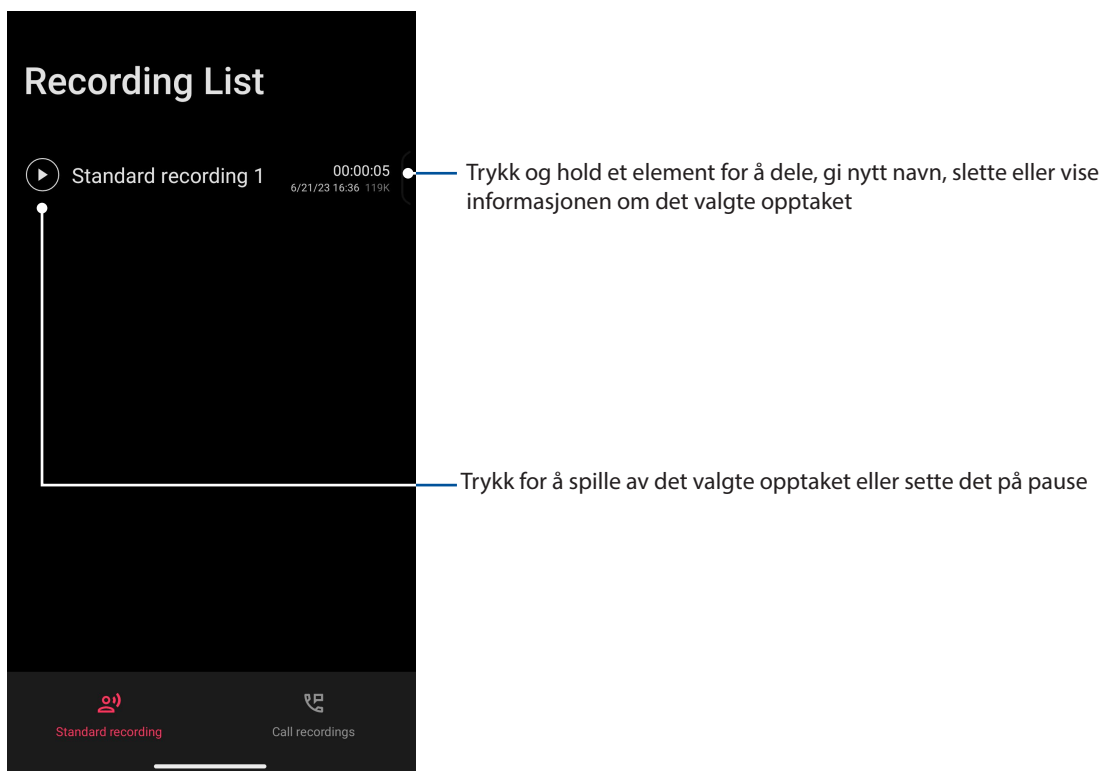 Recording List
Standard recording 1
00:00:05
6/21/23 16:36 119K
Trykk og hold et element for å dele, gi nytt navn, slette eller vise
informasjonen om det valgte opptaket
Trykk for å spille av det valgte opptaket eller sette det på pause
Standard recording
Call recordings